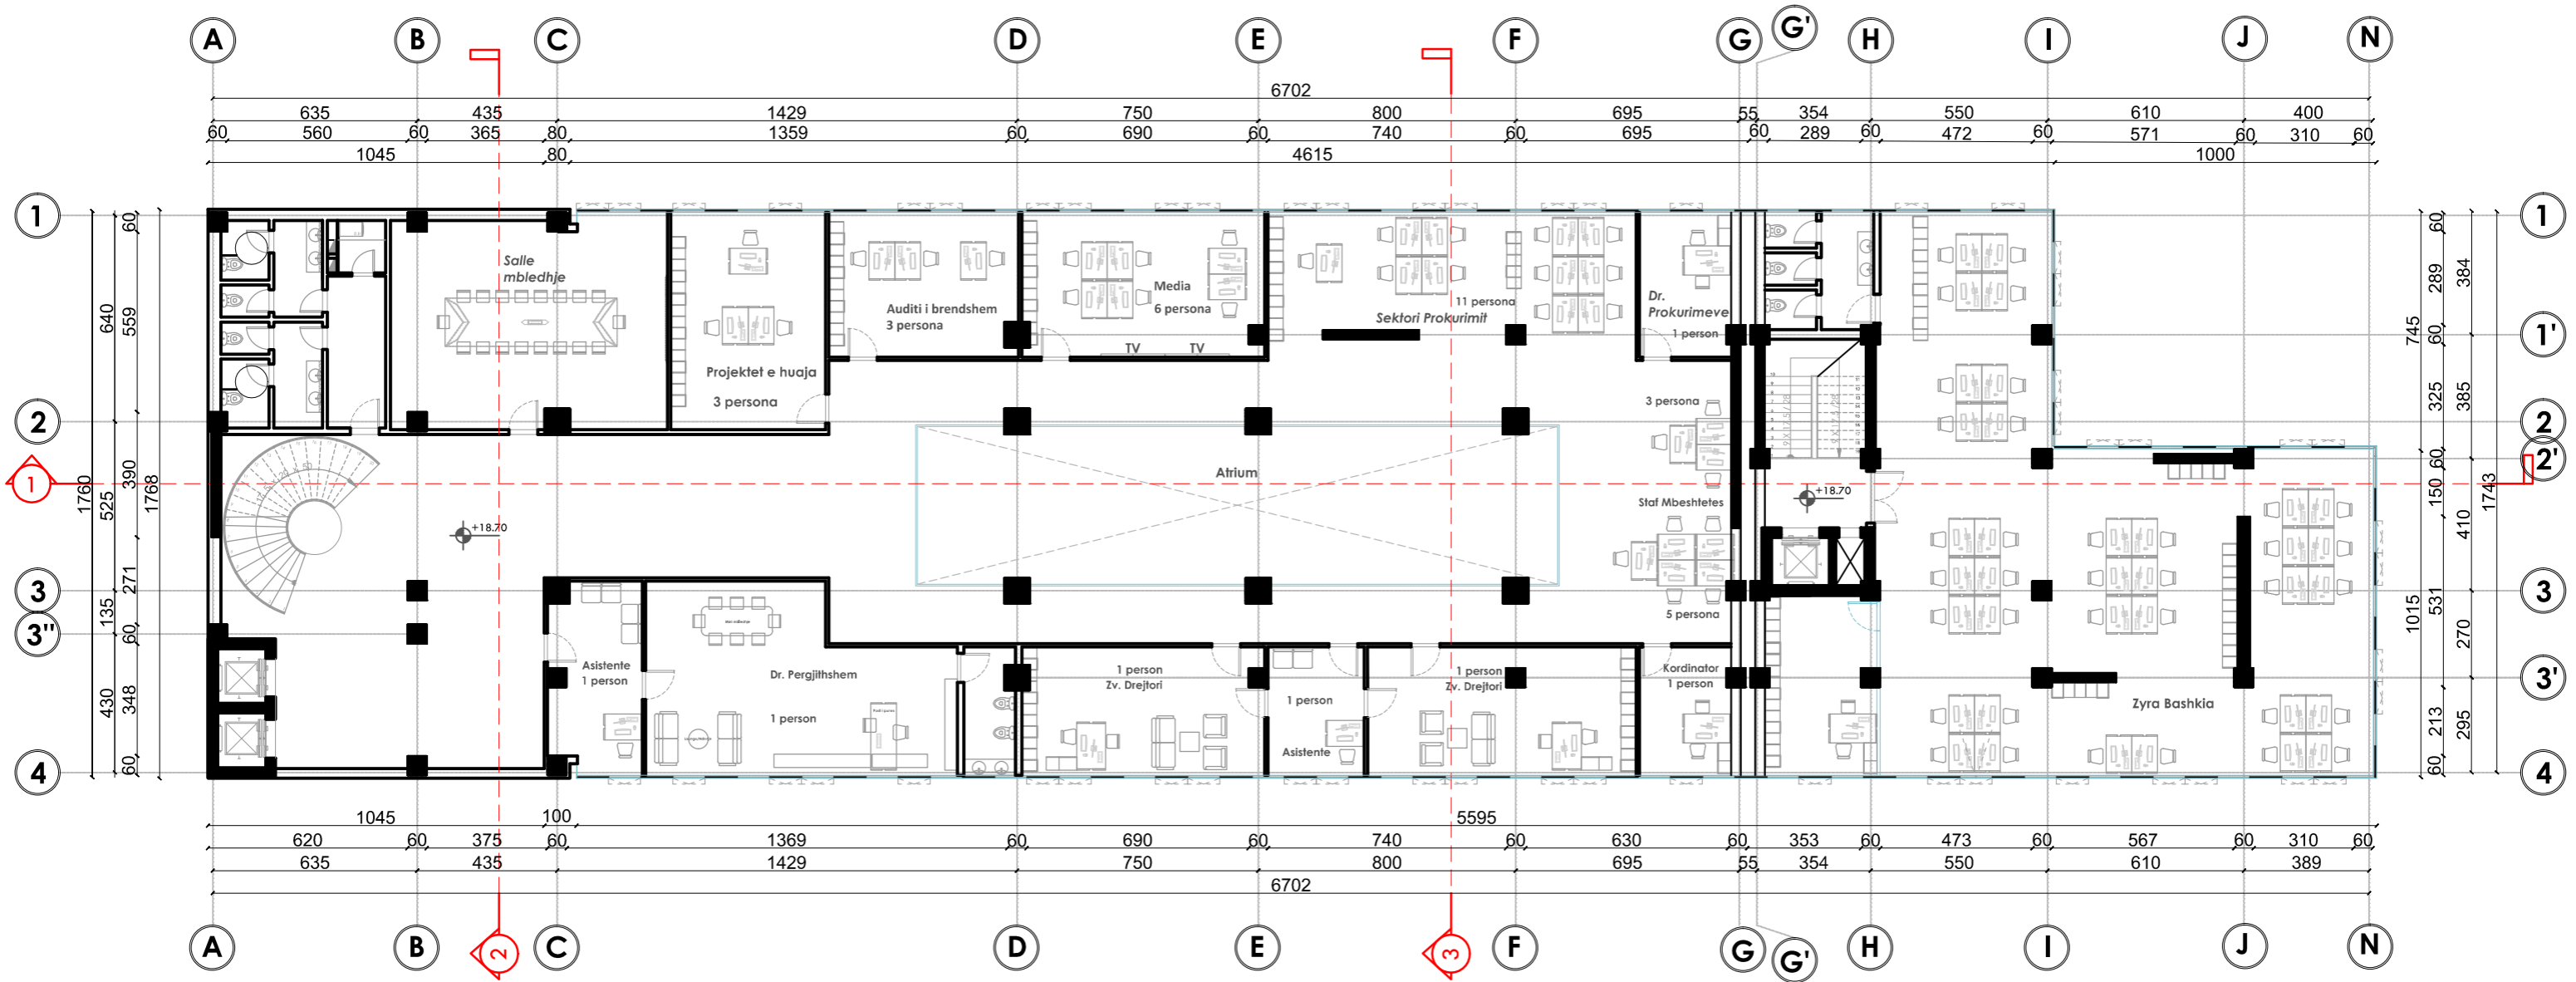 A B C D E F G G' H I J N
6702
635 435 1429 750 800 695 55 354 550 610 400
60 560 60 365 80 1359 60 690 60 740 60 695 60 289 60 472 60 571 60 310 60
1045 80 4615 1000
1 1
1' 
2 2
2'
3 3
3" 3'
4 4
1760
640 525 135 430
60 559 390 271 60 348 60
1768
745 1015
60 289 60 325 60 150 531 213 60
384 385 410 270 295
1743
Salle
mbledhje
Projektet e huaja
3 persona
Auditi i brendshem
3 persona
Media
6 persona
TV TV
11 persona
Sektori Prokurimit
Dr.
Prokurimeve
1 person
3 persona
Atrium
Staf Mbeshtetes
5 persona
+18.70
+18.70
1
Asistente
1 person
Dr. Pergjithshem
1 person
1 person
Zv. Drejtori
1 person
Asistente
1 person
Zv. Drejtori
Kordinator
1 person
Zyra Bashkia
1045 100 5595
620 60 375 60 1369 60 690 60 740 60 630 60 353 60 473 60 567 60 310 60
635 435 1429 750 800 695 55 354 550 610 389
6702
2 3
A B C D E F G G' H I J N